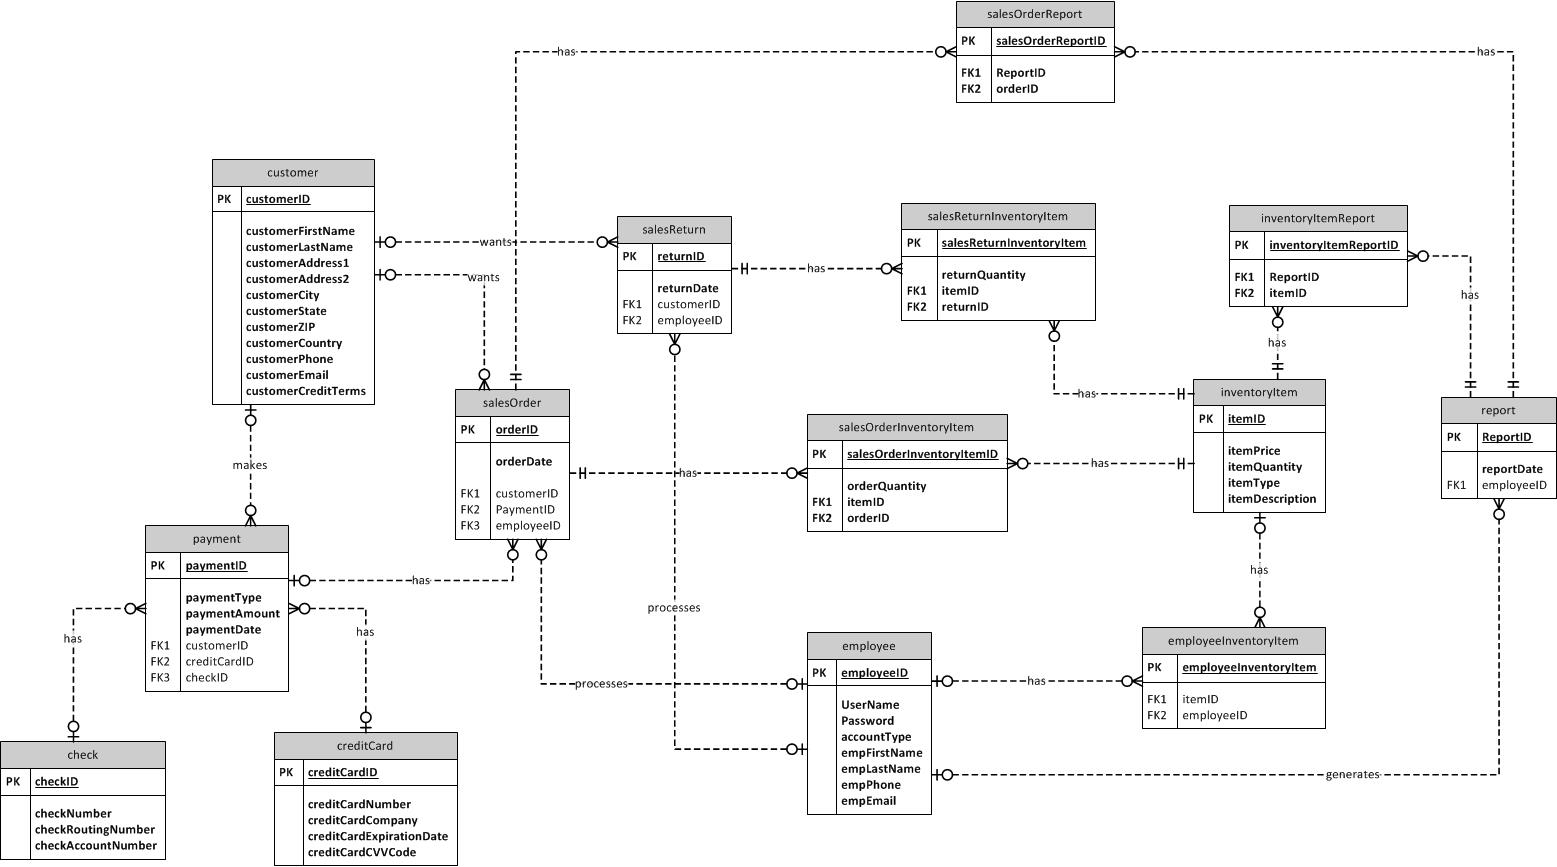 salesOrderReport
PK salesOrderReportID
FK1 ReportID
FK2 orderID
has
has
customer
PK customerID
customerFirstName
customerLastName
customerAddress1
customerAddress2
customerCity
customerState
customerZIP
customerCountry
customerPhone
customerEmail
customerCreditTerms
wants
wants
salesReturn
PK returnID
returnDate
FK1 customerID
FK2 employeeID
has
salesReturnInventoryItem
PK salesReturnInventoryItem
returnQuantity
FK1 itemID
FK2 returnID
inventoryItemReport
PK inventoryItemReportID
FK1 ReportID
FK2 itemID
has
has
has
salesOrder
PK orderID
orderDate
FK1 customerID
FK2 PaymentID
FK3 employeeID
has
salesOrderInventoryItem
PK salesOrderInventoryItemID
orderQuantity
FK1 itemID
FK2 orderID
has
inventoryItem
PK itemID
itemPrice
itemQuantity
itemType
itemDescription
report
PK ReportID
reportDate
FK1 employeeID
makes
payment
PK paymentID
paymentType
paymentAmount
paymentDate
FK1 customerID
FK2 creditCardID
FK3 checkID
has
has
has
processes
processes
has
employee
PK employeeID
UserName
Password
accountType
empFirstName
empLastName
empPhone
empEmail
has
employeeInventoryItem
PK employeeInventoryItem
FK1 itemID
FK2 employeeID
generates
check
PK checkID
checkNumber
checkRoutingNumber
checkAccountNumber
creditCard
PK creditCardID
creditCardNumber
creditCardCompany
creditCardExpirationDate
creditCardCVVCode